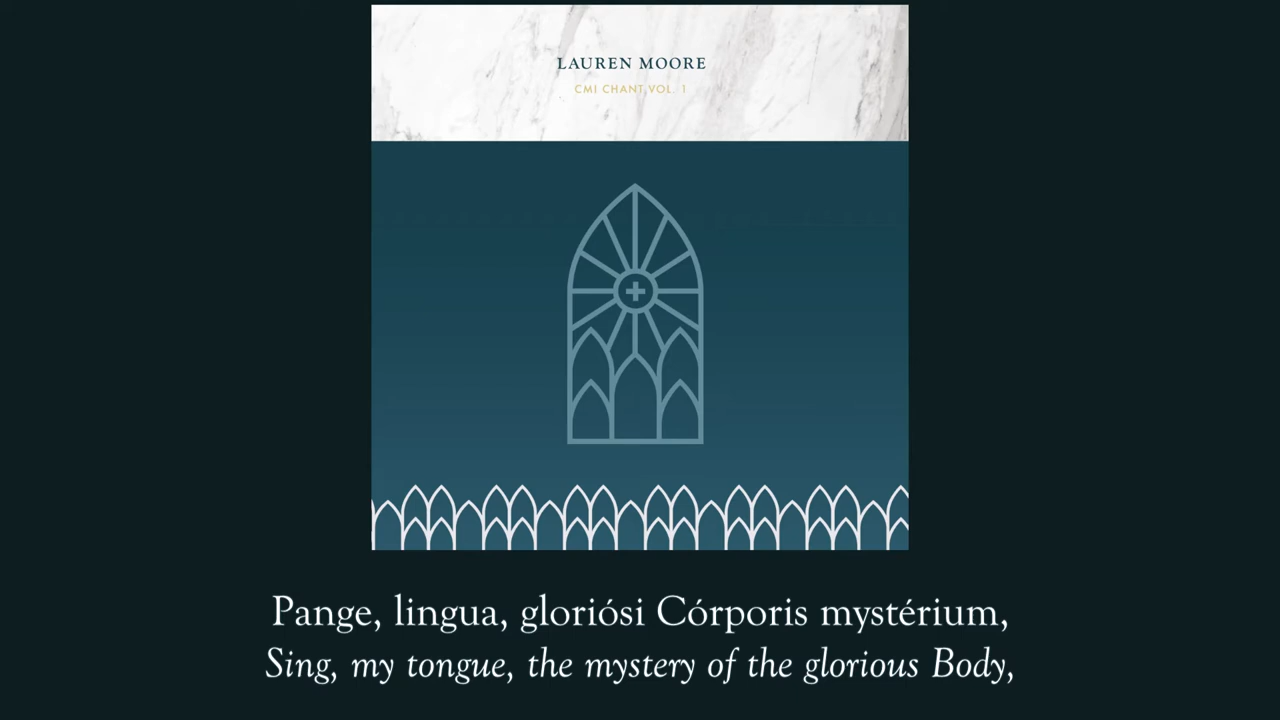 LAUREN MOORE
CMI CHANT VOL. 1
Pange, lingua, gloriósi Córporis mystérium,
Sing, my tongue, the mystery of the glorious Body,